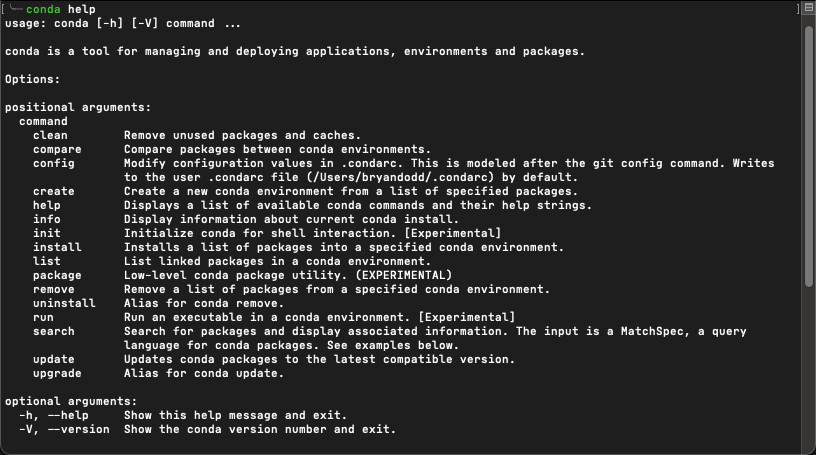 conda help
usage: conda [-h] [-V] command ...
conda is a tool for managing and deploying applications, environments and packages.
Options:
positional arguments:
command
clean Remove unused packages and caches.
compare Compare packages between conda environments.
config Modify configuration values in .condarc. This is modeled after the git config command. Writes
to the user .condarc file (/Users/bryandodd/.condarc) by default.
create Create a new conda environment from a list of specified packages.
help Displays a list of available conda commands and their help strings.
info Display information about current conda install.
init Initialize conda for shell interaction. [Experimental]
install Installs a list of packages into a specified conda environment.
list List linked packages in a conda environment.
package Low-level conda package utility. (EXPERIMENTAL)
remove Remove a list of packages from a specified conda environment.
uninstall Alias for conda remove.
run Run an executable in a conda environment. [Experimental]
search Search for packages and display associated information. The input is a MatchSpec, a query
language for conda packages. See examples below.
update Updates conda packages to the latest compatible version.
upgrade Alias for conda update.
optional arguments:
-h, --help Show this help message and exit.
-V, --version Show the conda version number and exit.